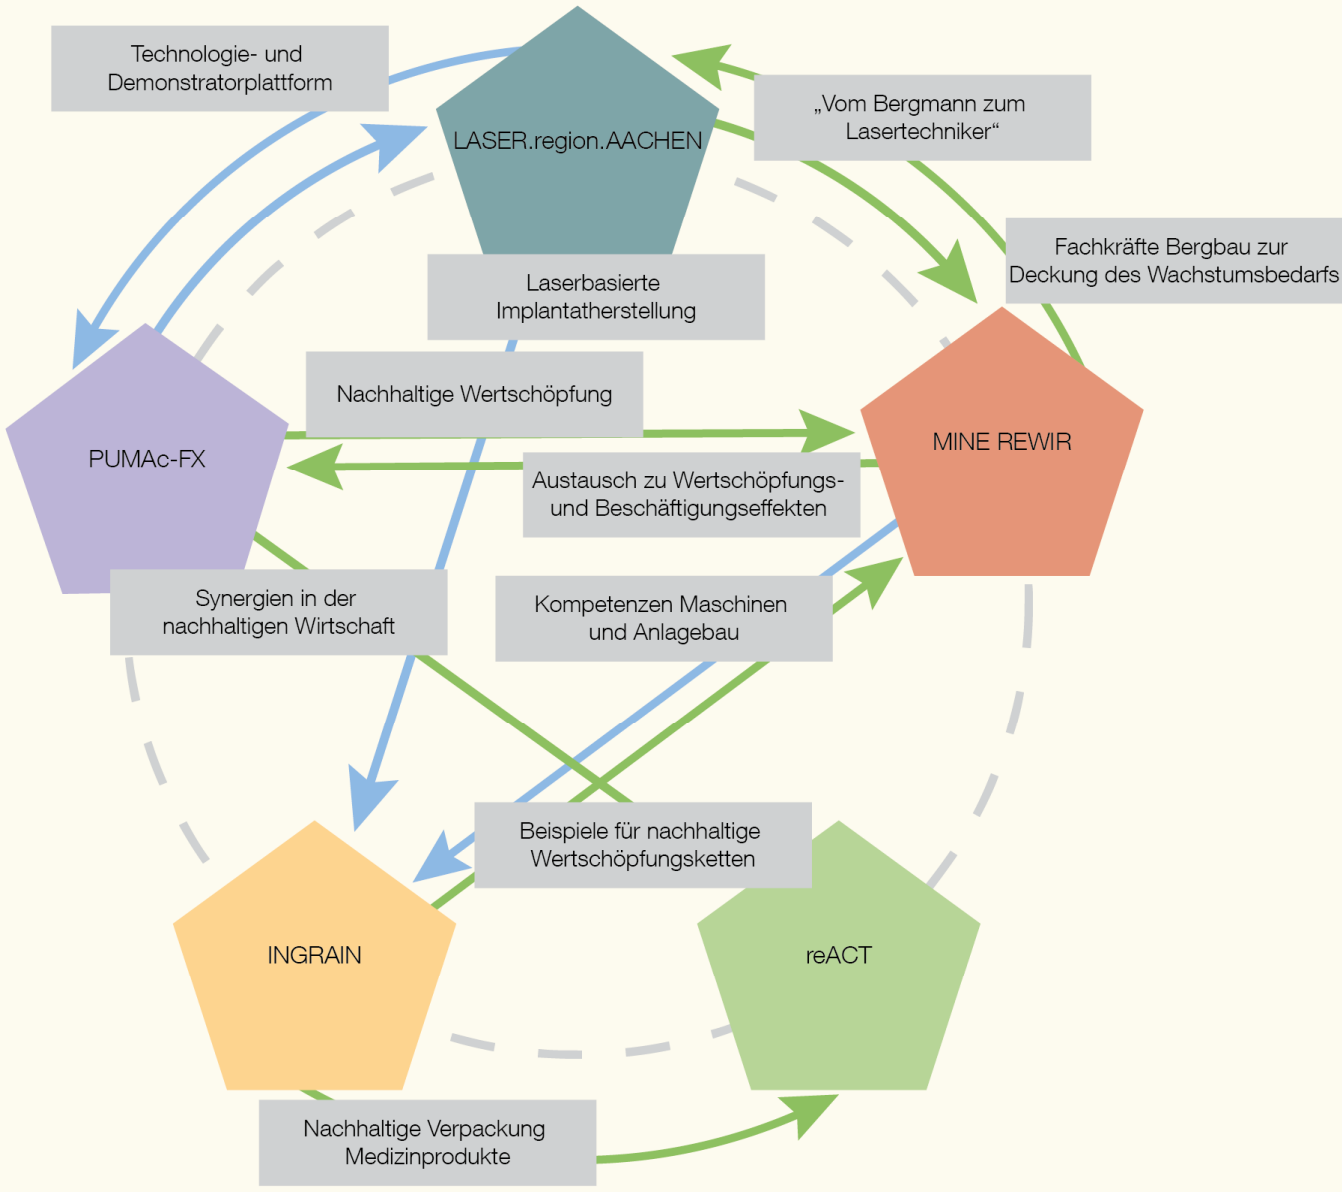 Technologie- und
Demonstratorplattform
LASER.region.AACHEN
„Vom Bergmann zum
Lasertechniker“
Fachkräfte Bergbau zur
Deckung des Wachstumsbedarfs
Laserbasierte
Implantatherstellung
Nachhaltige Wertschöpfung
PUMAc-FX
MINE REWIR
Austausch zu Wertschöpfungs-
und Beschäftigungseffekten
Synergien in der
nachhaltigen Wirtschaft
Kompetenzen Maschinen
und Anlagebau
Beispiele für nachhaltige
Wertschöpfungsketten
INGRAIN
reACT
Nachhaltige Verpackung
Medizinprodukte